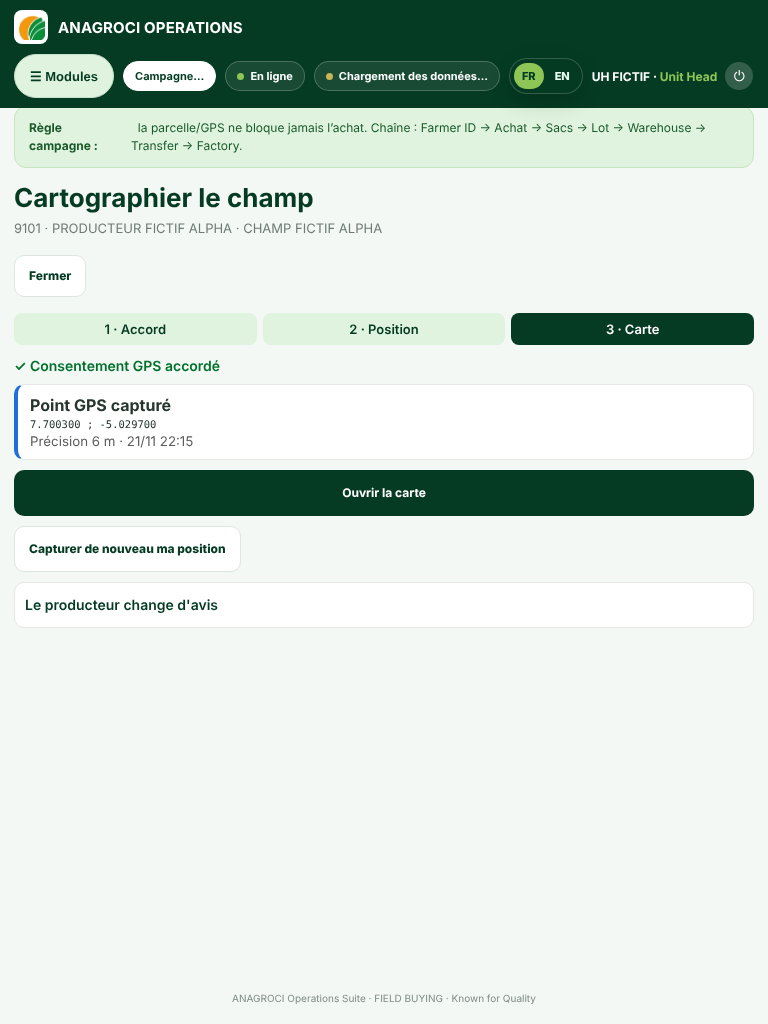 ANAGROCI OPERATIONS
☰ Modules
Campagne...
En ligne
Chargement des données...
FR
EN
UH FICTIF · Unit Head
Règle campagne :
la parcelle/GPS ne bloque jamais l'achat. Chaîne : Farmer ID → Achat → Sacs → Lot → Warehouse →
Transfer → Factory.
Cartographier le champ
9101 · PRODUCTEUR FICTIF ALPHA · CHAMP FICTIF ALPHA
Fermer
1 · Accord
2 · Position
3 · Carte
✓ Consentement GPS accordé
Point GPS capturé
7.700300 ; -5.029700
Précision 6 m · 21/11 22:15
Ouvrir la carte
Capturer de nouveau ma position
Le producteur change d'avis
ANAGROCI Operations Suite · FIELD BUYING · Known for Quality